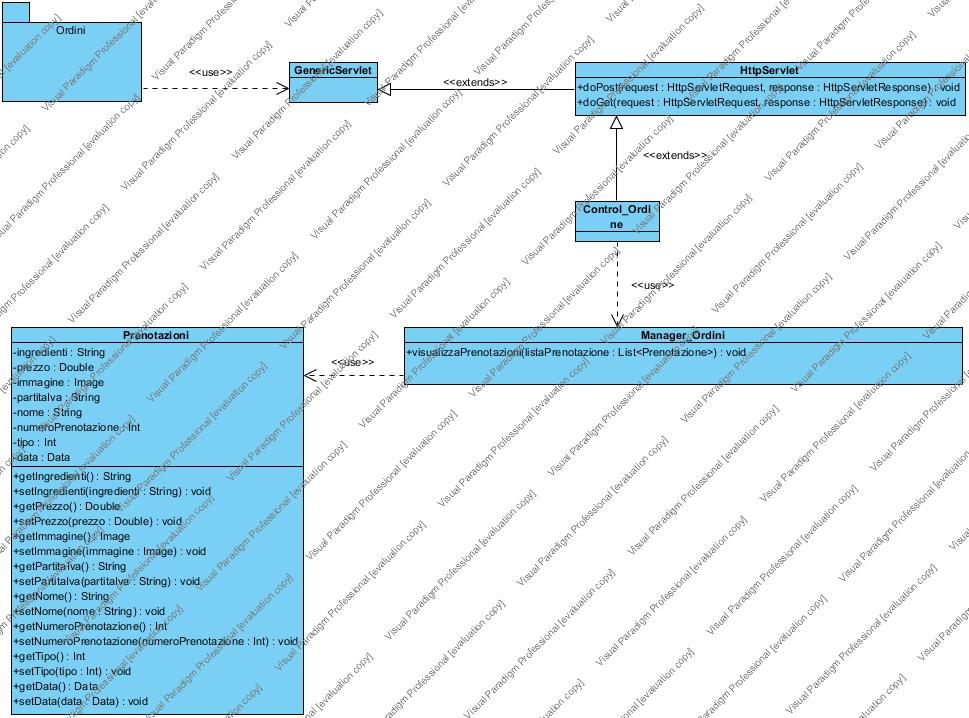 Ordini
<<use>>
GenericServlet
<<extends>>
HttpServlet
+doPost(request : HttpServletRequest, response : HttpServletResponse) : void
+doGet(request : HttpServletRequest, response : HttpServletResponse) : void
<<extends>>
Control_Ordi
ne
<<use>>
Manager_Ordini
+visualizzaPrenotazioni(listaPrenotazione : List<Prenotazione>) : void
<<use>>
Prenotazioni
-ingredienti : String
-prezzo : Double
-immagine : Image
-partitaIva : String
-nome : String
-numeroPrenotazione : Int
-tipo : Int
-data : Data
+getIngredienti() : String
+setIngredienti(ingredienti : String) : void
+getPrezzo() : Double
+setPrezzo(prezzo : Double) : void
+getImmagine() : Image
+setImmagine(immagine : Image) : void
+getPartitaIva() : String
+setPartitaIva(partitaIva : String) : void
+getNome() : String
+setNome(nome : String) : void
+getNumeroPrenotazione() : Int
+setNumeroPrenotazione(numeroPrenotazione : Int) : void
+getTipo() : Int
+setTipo(tipo : Int) : void
+getData() : Data
+setData(data : Data) : void
Visual Paradigm Professional [evaluation copy]